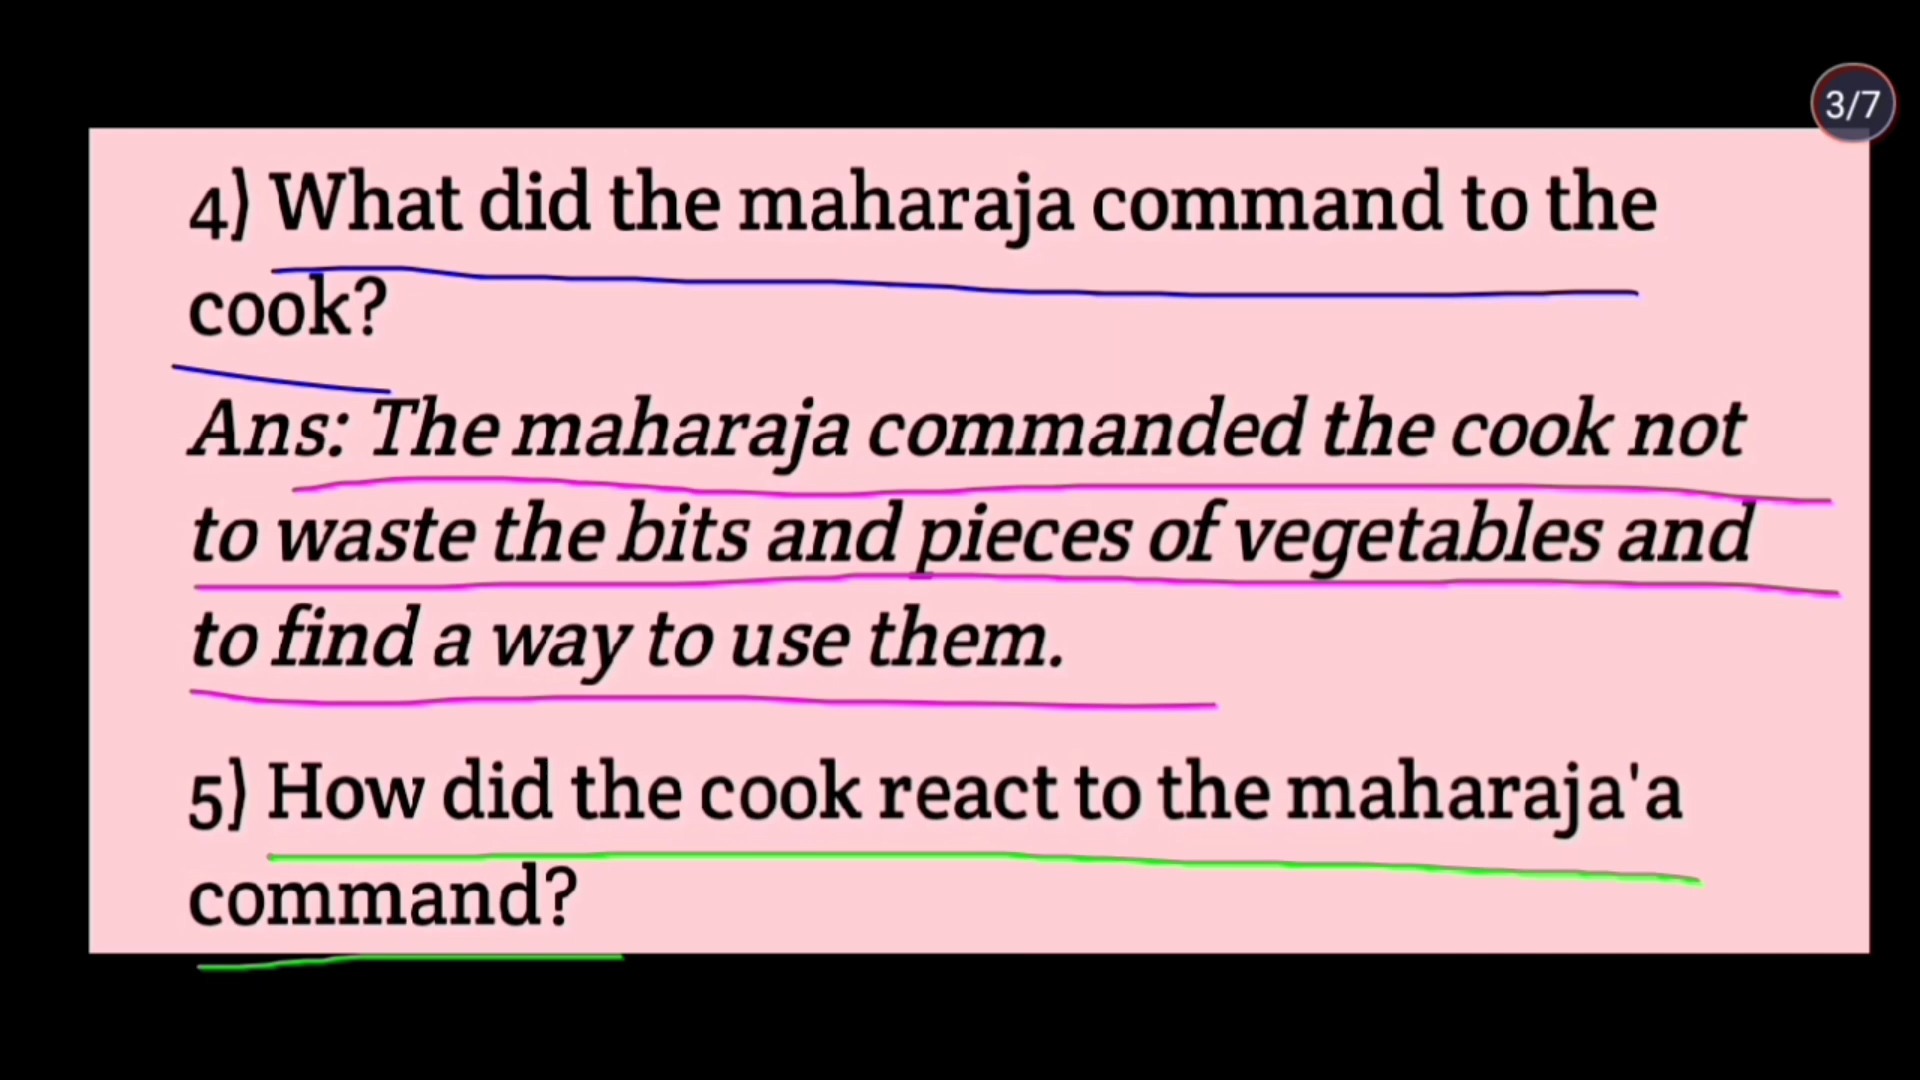 3/7
4) What did the maharaja command to the
cook?
Ans: The maharaja commanded the cook not
to waste the bits and pieces of vegetables and
to find a way to use them.
5) How did the cook react to the maharaja'a
command?